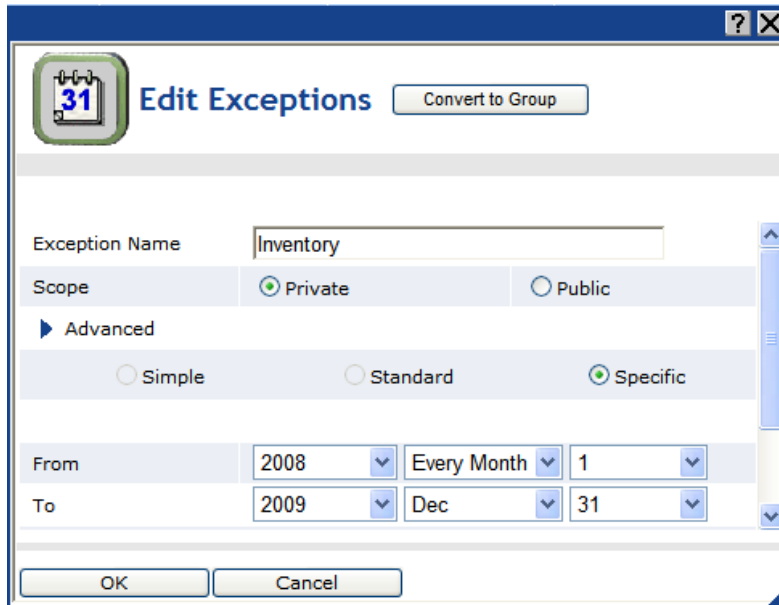 ?
X
31
Edit Exceptions Convert to Group
Exception Name Inventory
Scope Private Public
Advanced
Simple Standard Specific
From 2008 Every Month 1
To 2009 Dec 31
OK Cancel